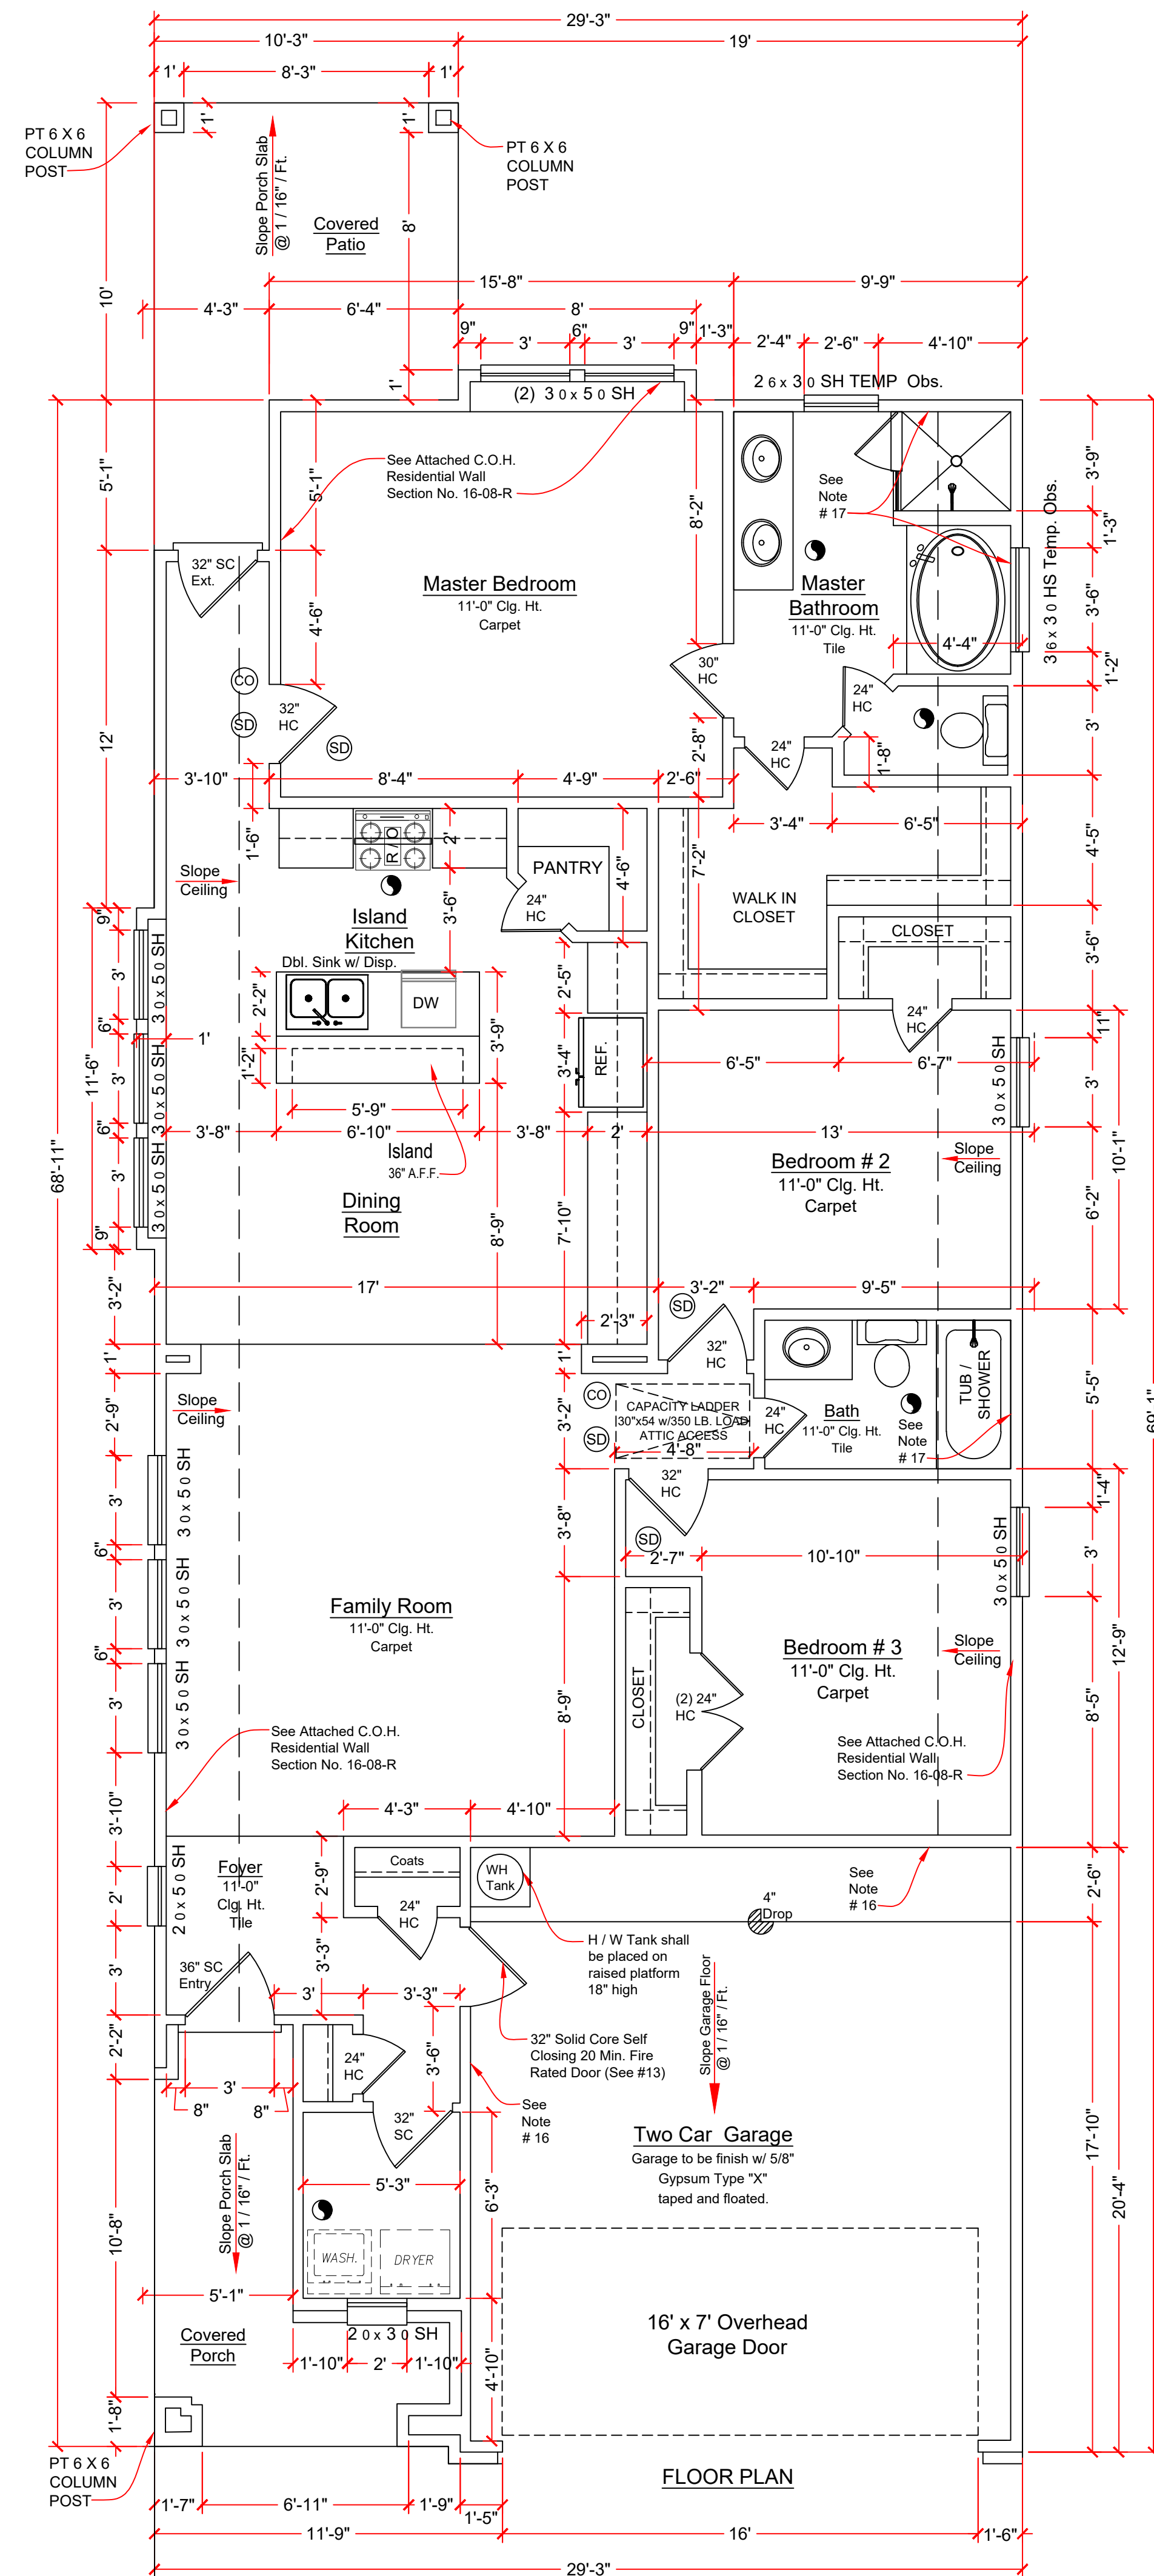 29'-3"
10'-3"
19'
1'
8'-3"
1'
PT 6 X 6
COLUMN
POST
1'
Slope Porch Slab
@ 1 / 16" / Ft.
1'
PT 6 X 6
COLUMN
POST
Covered
Patio
8'
10'
15'-8"
9'-9"
4'-3"
6'-4"
8'
9"
3'
6"
3'
9"
1'-3"
2'-4"
2'-6"
4'-10"
1'
(2) 3 0 x 5 0 SH
2 6 x 3 0 SH TEMP Obs.
5'-1"
5'-1"
See Attached C.O.H.
Residential Wall
Section No. 16-08-R
8'-2"
See
Note
# 17
3'-9"
1'-3"
32" SC
Ext.
Master Bedroom
11'-0" Clg. Ht.
Carpet
Master
Bathroom
11'-0" Clg. Ht.
Tile
3 6 x 3 0 HS Temp. Obs.
3'-6"
4'-6"
4'-4"
1'-2"
CO
SD
32"
HC
SD
30"
HC
24"
HC
3'
12'
2'-8"
24"
HC
1'-8"
3'-10"
8'-4"
4'-9"
2'-6"
1'-6"
R / O
2'
3'-4"
6'-5"
4'-5"
Slope
Ceiling
PANTRY
4'-6"
7'-2"
3'-6"
24"
HC
WALK IN
CLOSET
Island
Kitchen
CLOSET
3'-6"
9"
3'
3 0 x 5 0 SH
Dbl. Sink w/ Disp.
DW
2'-2"
2'-5"
24"
HC
11"
6"
1'
11'-6"
3'
3 0 x 5 0 SH
1'-2"
3'-9"
3'-4"
REF.
6'-5"
6'-7"
3 0 x 5 0 SH
3'
5'-9"
6"
3'-8"
6'-10"
3'-8"
2'
13'
10'-1"
68'-11"
Island
36" A.F.F.
3'
3 0 x 5 0 SH
Bedroom # 2
11'-0" Clg. Ht.
Carpet
Slope
Ceiling
6'-2"
Dining
Room
9"
8'-9"
7'-10"
3'-2"
17'
3'-2"
9'-5"
SD
2'-3"
1'
1'
32"
HC
TUB /
SHOWER
5'-5"
69'-1"
Slope
Ceiling
2'-9"
CO
SD
3'-2"
CAPACITY LADDER
30"x54 w/350 LB. LOAD
ATTIC ACCESS
4'-8"
24"
HC
Bath
11'-0" Clg. Ht.
Tile
See
Note
# 17
3 0 x 5 0 SH
3'
32"
HC
1'-4"
3'-8"
SD
6"
2'-7"
10'-10"
3 0 x 5 0 SH
3'
3'
3 0 x 5 0 SH
Family Room
11'-0" Clg. Ht.
Carpet
6"
Bedroom # 3
11'-0" Clg. Ht.
Carpet
Slope
Ceiling
12'-9"
3'
3 0 x 5 0 SH
CLOSET
(2) 24"
HC
8'-9"
8'-5"
See Attached C.O.H.
Residential Wall
Section No. 16-08-R
See Attached C.O.H.
Residential Wall
Section No. 16-08-R
3'-10"
4'-3"
4'-10"
2 0 x 5 0 SH
Foyer
11'-0"
Clg. Ht.
Tile
2'-9"
Coats
WH
Tank
See
Note
# 16
2'-6"
2'
24"
HC
4"
Drop
3'
36" SC
Entry
3'-3"
H / W Tank shall
be placed on
raised platform
18" high
3'
3'-3"
Slope Garage Floor
@ 1 / 16" / Ft.
2'-2"
24"
HC
3'-6"
32" Solid Core Self
Closing 20 Min. Fire
Rated Door (See #13)
3'
8"
8"
32"
SC
See
Note
# 16
Slope Porch Slab
@ 1 / 16" / Ft.
Two Car Garage
Garage to be finish w/ 5/8"
Gypsum Type "X"
taped and floated.
17'-10"
20'-4"
5'-3"
6'-3"
10'-8"
WASH.
DRYER
5'-1"
Covered
Porch
2 0 x 3 0 SH
16' x 7' Overhead
Garage Door
1'-10"
2'
1'-10"
4'-10"
1'-8"
PT 6 X 6
COLUMN
POST
FLOOR PLAN
1'-7"
6'-11"
1'-9"
1'-5"
11'-9"
16'
1'-6"
29'-3"